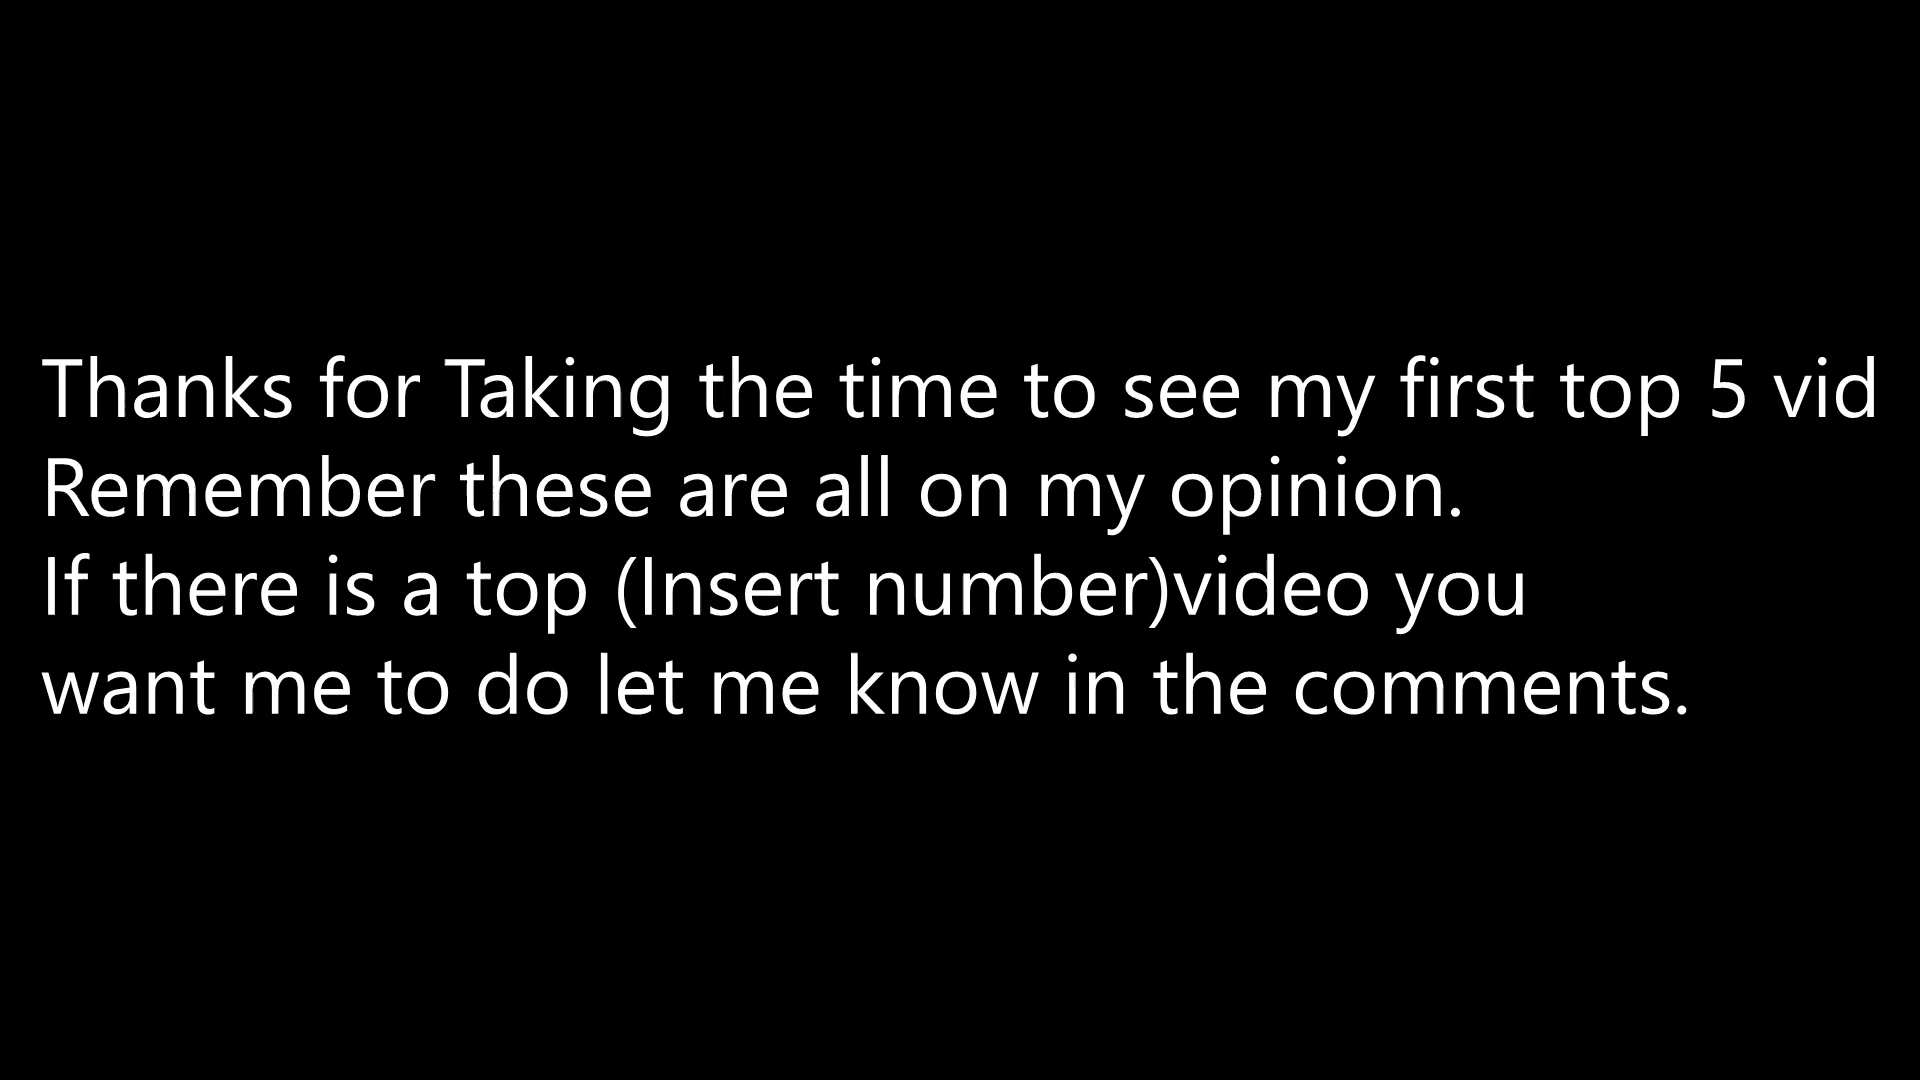 Thanks for Taking the time to see my first top 5 vid
Remember these are all on my opinion.
If there is a top (Insert number)video you
want me to do let me know in the comments.